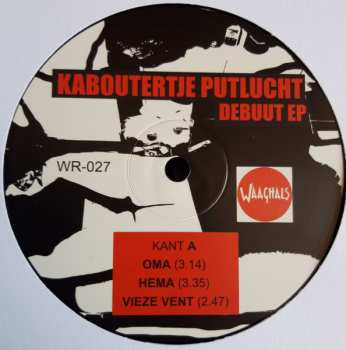 KABOUTERTJE PUTLUCHT
DEBUUT EP
WR-027
WAAGHALS
KANT A
OMA (3.14)
HEMA (3.35)
VIEZE VENT (2.47)